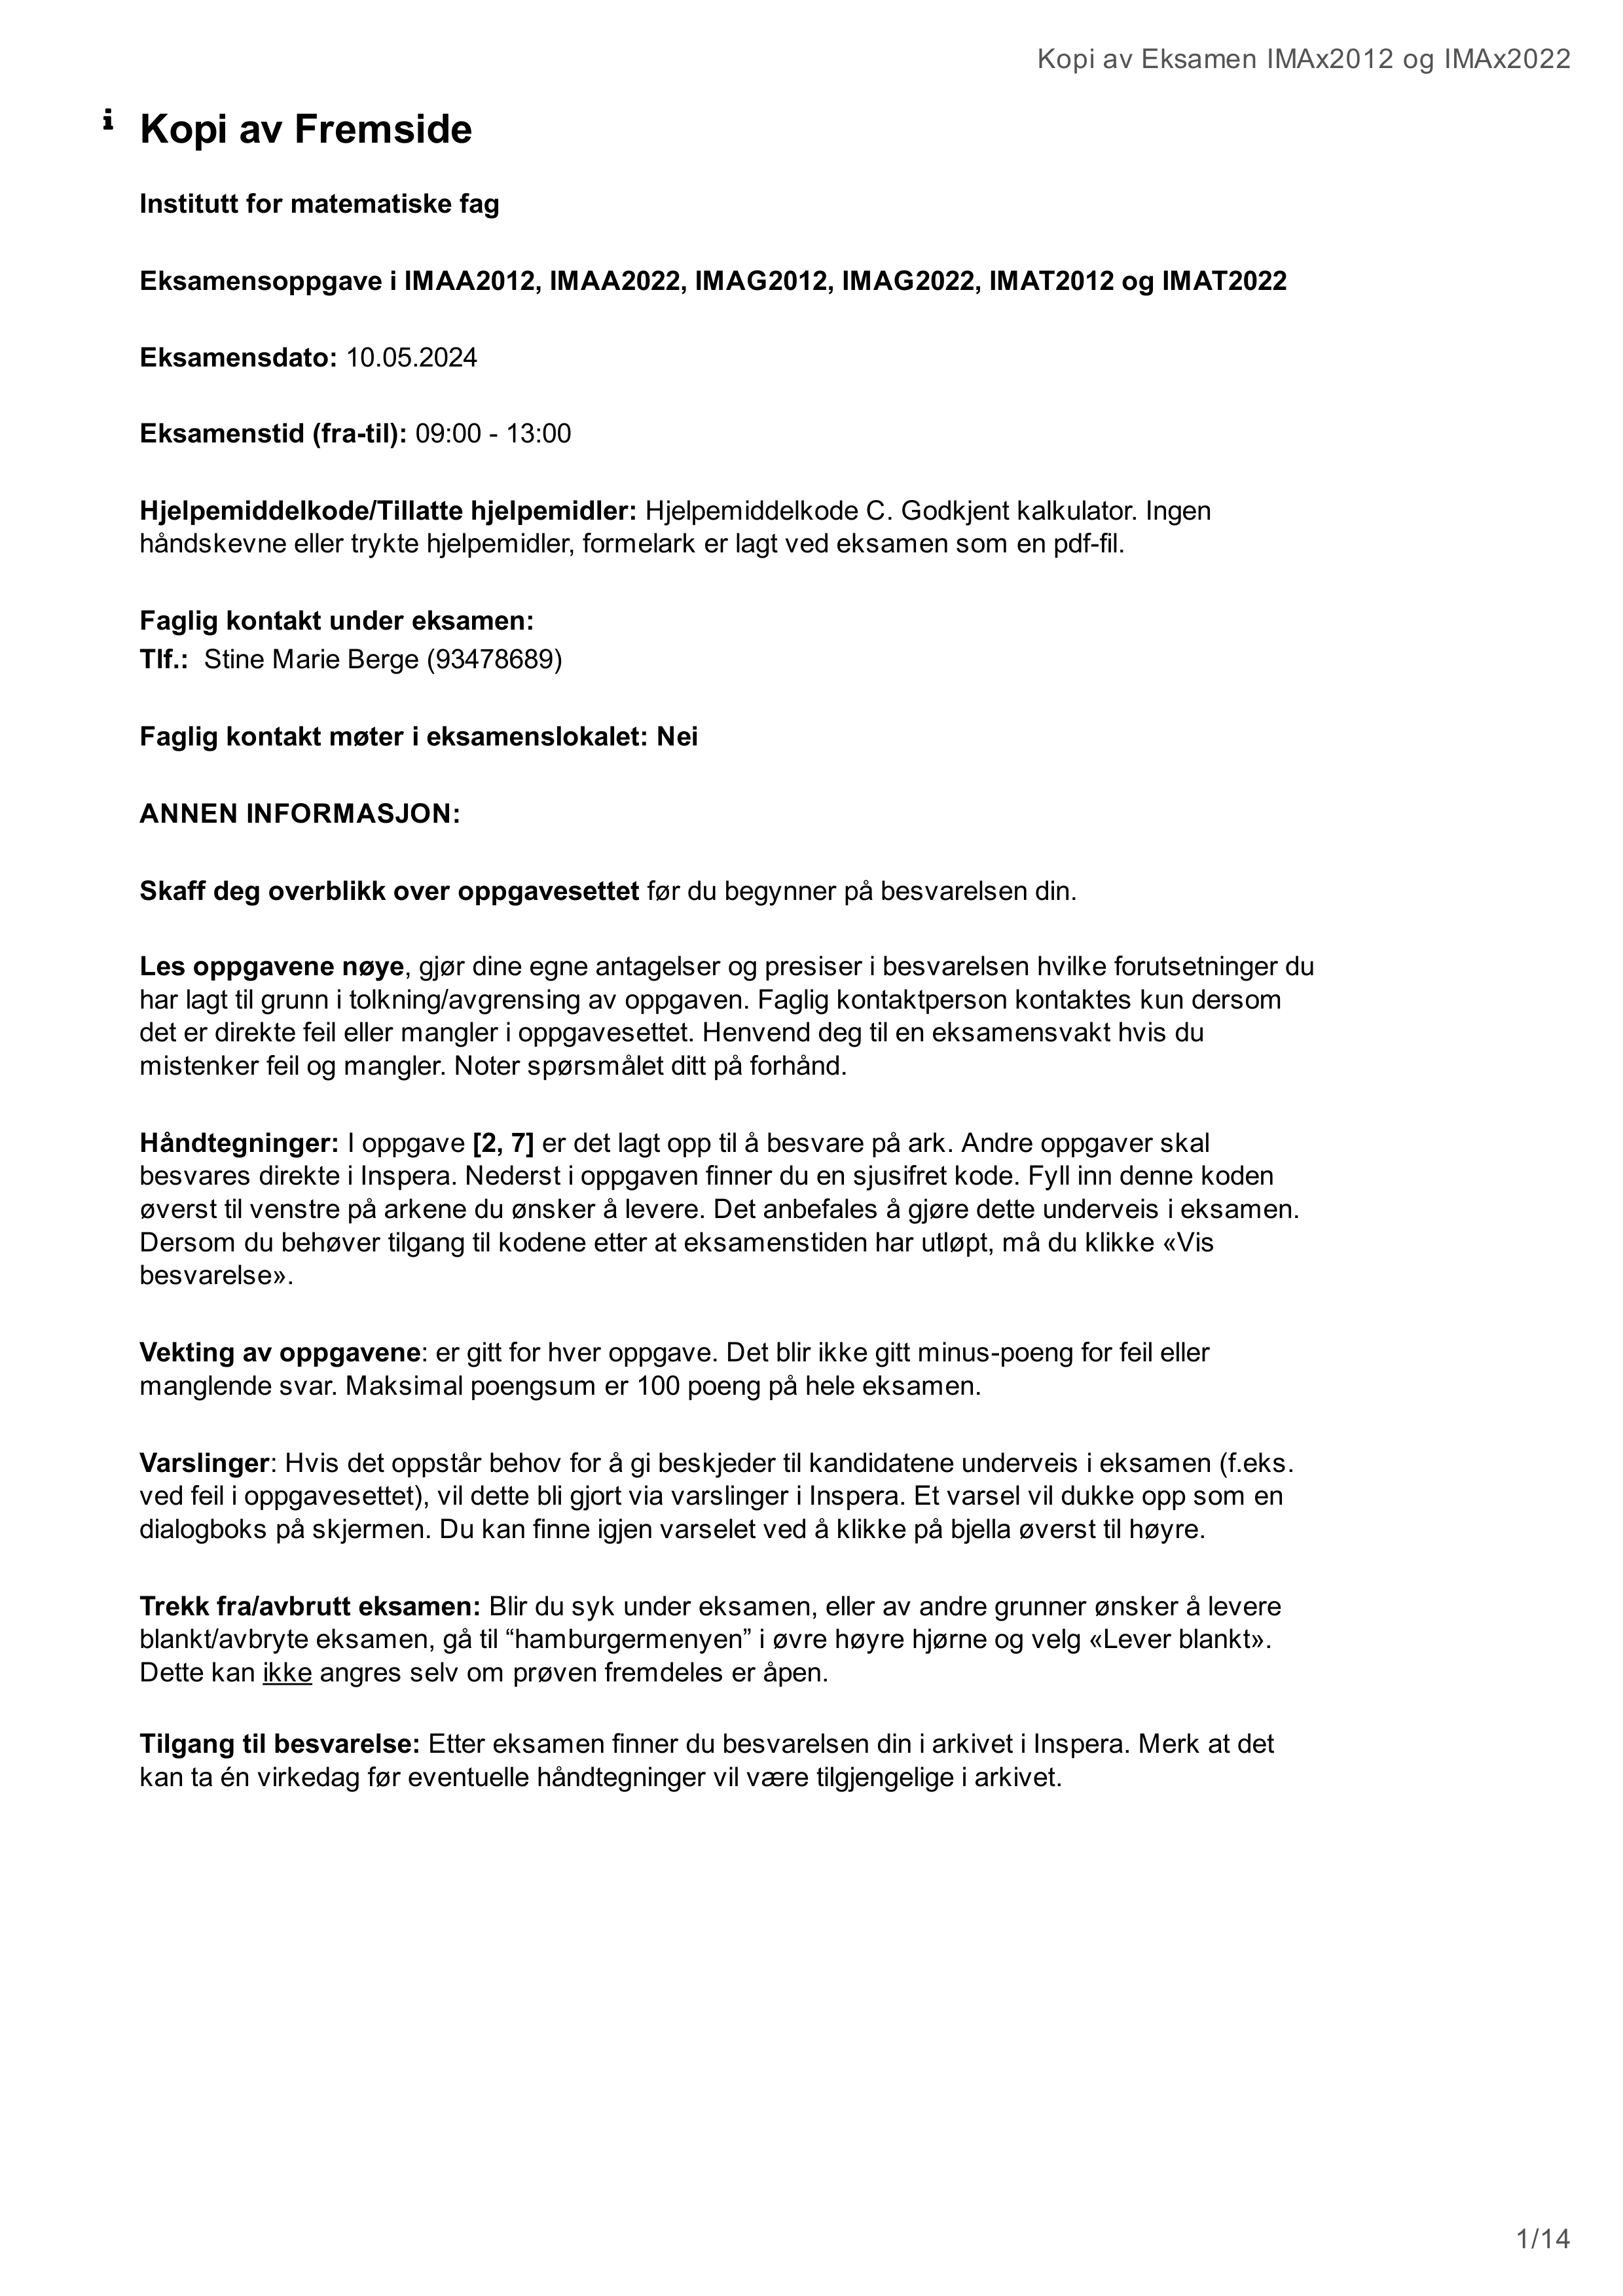 Kopi av Eksamen IMAx2012 og IMAx2022
i Kopi av Fremside
Institutt for matematiske fag
Eksamensoppgave i IMAA2012, IMAA2022, IMAG2012, IMAG2022, IMAT2012 og IMAT2022
Eksamensdato: 10.05.2024
Eksamenstid (fra-til): 09:00 - 13:00
Hjelpemiddelkode/Tillatte hjelpemidler: Hjelpemiddelkode C. Godkjent kalkulator. Ingen
håndskevne eller trykte hjelpemidler, formelark er lagt ved eksamen som en pdf-fil.
Faglig kontakt under eksamen:
Tlf.: Stine Marie Berge (93478689)
Faglig kontakt møter i eksamenslokalet: Nei
ANNEN INFORMASJON:
Skaff deg overblikk over oppgavesettet før du begynner på besvarelsen din.
Les oppgavene nøye, gjør dine egne antagelser og presiser i besvarelsen hvilke forutsetninger du
har lagt til grunn i tolkning/avgrensing av oppgaven. Faglig kontaktperson kontaktes kun dersom
det er direkte feil eller mangler i oppgavesettet. Henvend deg til en eksamensvakt hvis du
mistenker feil og mangler. Noter spørsmålet ditt på forhånd.
Håndtegninger: I oppgave [2, 7] er det lagt opp til å besvare på ark. Andre oppgaver skal
besvares direkte i Inspera. Nederst i oppgaven finner du en sjusifret kode. Fyll inn denne koden
øverst til venstre på arkene du ønsker å levere. Det anbefales å gjøre dette underveis i eksamen.
Dersom du behøver tilgang til kodene etter at eksamenstiden har utløpt, må du klikke «Vis
besvarelse».
Vekting av oppgavene: er gitt for hver oppgave. Det blir ikke gitt minus-poeng for feil eller
manglende svar. Maksimal poengsum er 100 poeng på hele eksamen.
Varslinger: Hvis det oppstår behov for å gi beskjeder til kandidatene underveis i eksamen (f.eks.
ved feil i oppgavesettet), vil dette bli gjort via varslinger i Inspera. Et varsel vil dukke opp som en
dialogboks på skjermen. Du kan finne igjen varselet ved å klikke på bjella øverst til høyre.
Trekk fra/avbrutt eksamen: Blir du syk under eksamen, eller av andre grunner ønsker å levere
blankt/avbryte eksamen, gå til “hamburgermenyen” i øvre høyre hjørne og velg «Lever blankt».
Dette kan ikke angres selv om prøven fremdeles er åpen.
Tilgang til besvarelse: Etter eksamen finner du besvarelsen din i arkivet i Inspera. Merk at det
kan ta én virkedag før eventuelle håndtegninger vil være tilgjengelige i arkivet.
1/14